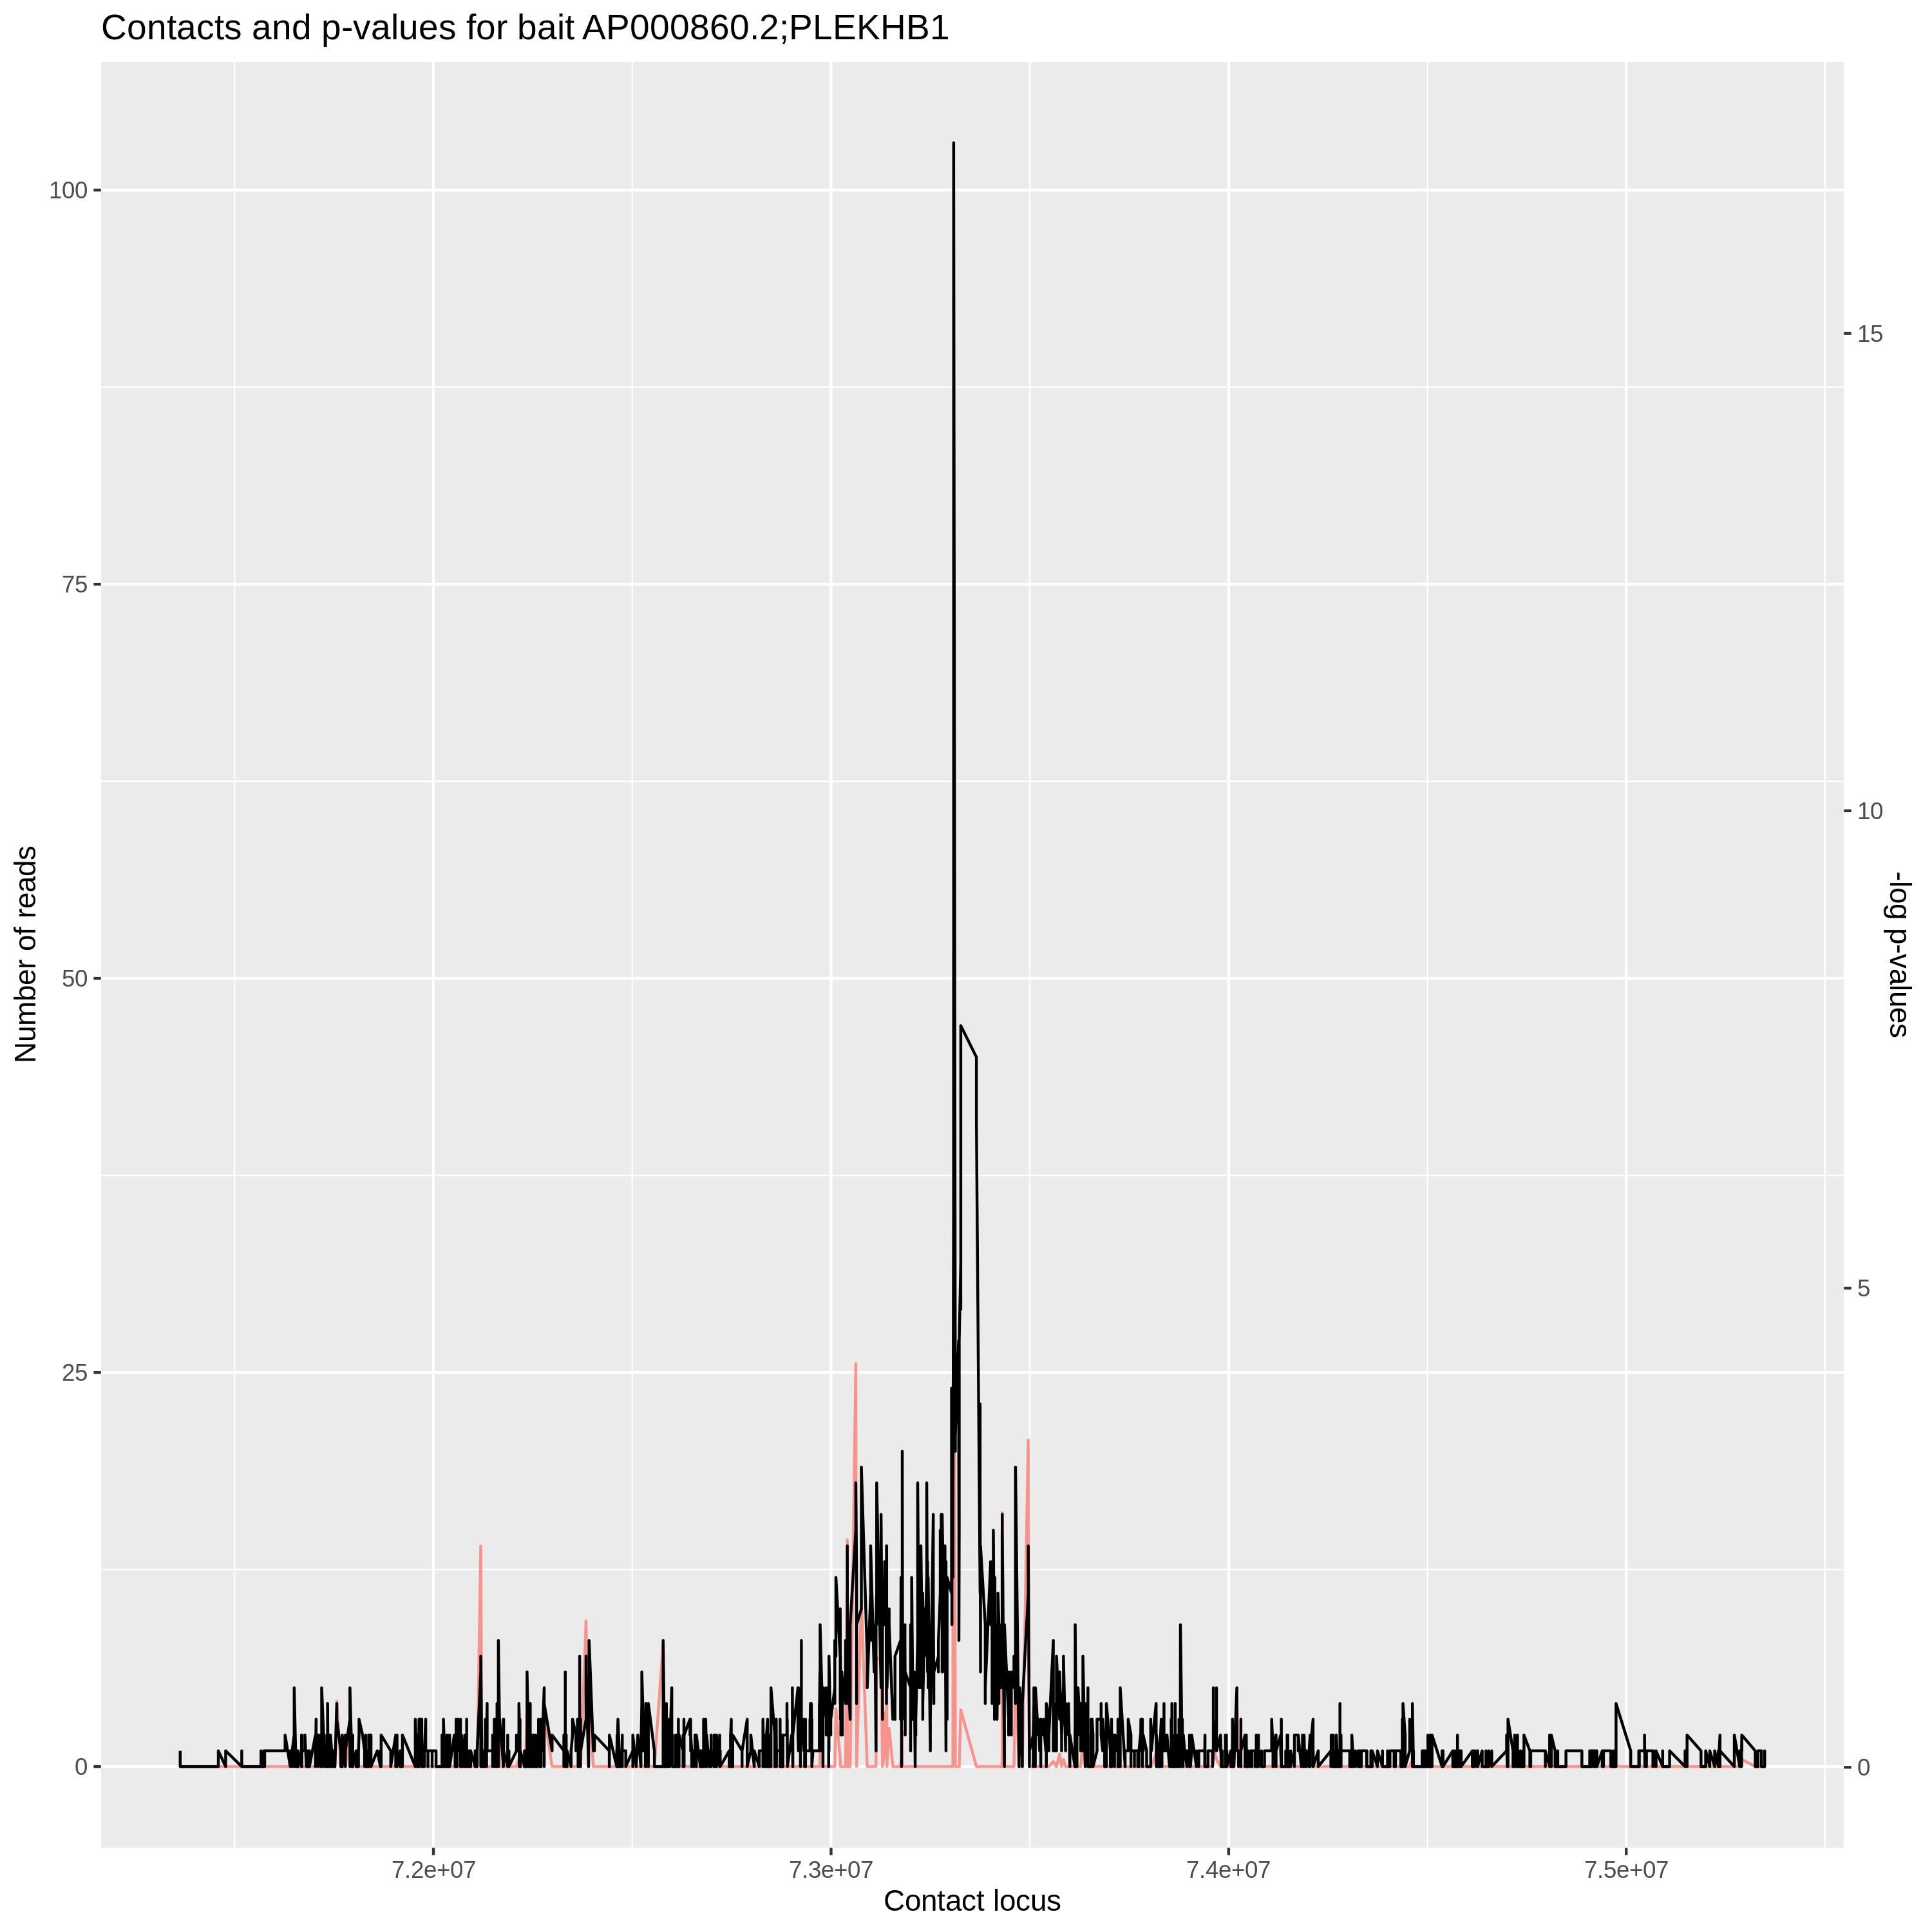 Contacts and p-values for bait AP000860.2;PLEKHB1
100
75
50
25
0
Number of reads
15
10
5
0
-log p-values
7.2e+07
7.3e+07
7.4e+07
7.5e+07
Contact locus